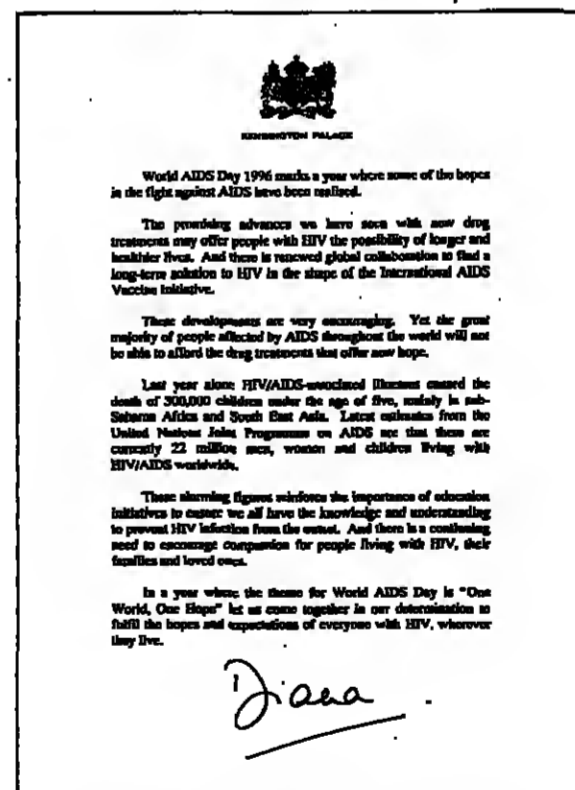 KENSINGTON PALACE
World AIDS Day 1996 marks a year where some of the hopes
in the fight against AIDS have been realised.
The promising advances we have seen with new drug
treatments may offer people with HIV the possibility of longer and
healthier lives. And there is renewed global collaboration to find a
long-term solution to HIV in the shape of the International AIDS
Vaccine Initiative.
These developments are very encouraging. Yet the great
majority of people affected by AIDS throughout the world will not
be able to afford the drug treatments that offer new hope.
Last year alone HIV/AIDS-associated illnesses caused the
death of 300,000 children under the age of five, mainly in sub-
Saharan Africa and South East Asia. Latest estimates from the
United Nations Joint Programme on AIDS are that there are
currently 22 million men, women and children living with
HIV/AIDS worldwide.
These alarming figures reinforce the importance of education
initiatives to ensure we all have the knowledge and understanding
to prevent HIV infection from the outset. And there is a continuing
need to encourage compassion for people living with HIV, their
families and loved ones.
In a year where the theme for World AIDS Day is "One
World, One Hope" let us come together in our determination to
fulfil the hopes and expectations of everyone with HIV, wherever
they live.
Diana